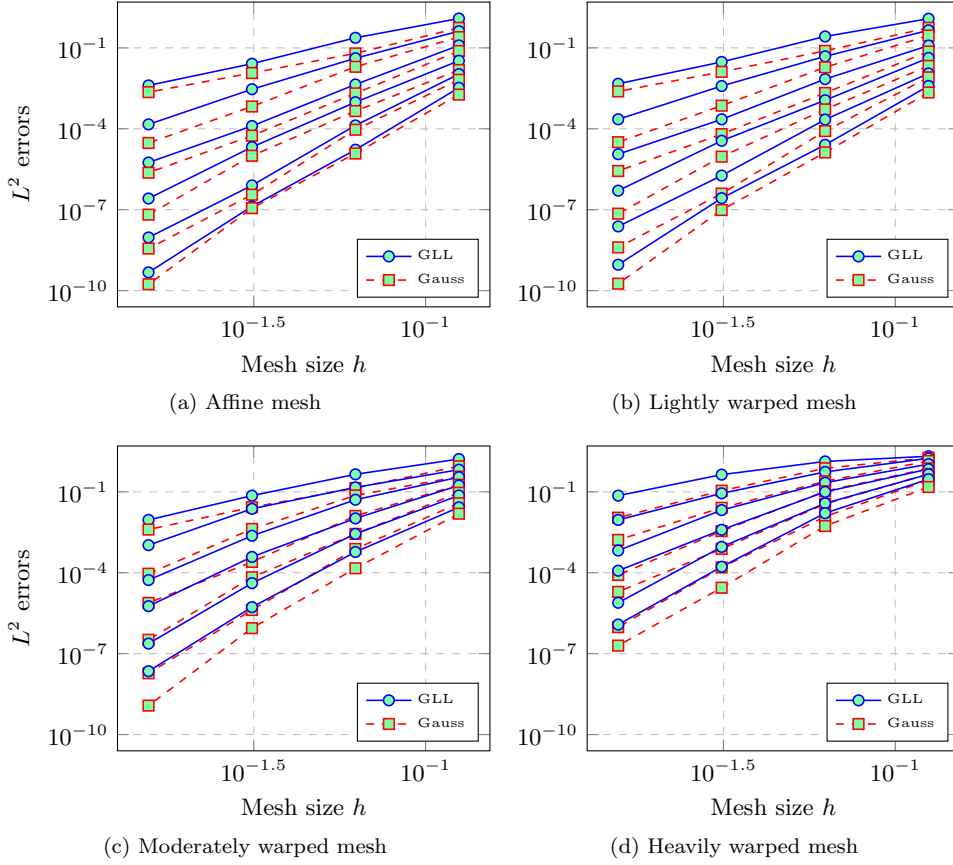 10^{-1}
10^{-4}
10^{-7}
10^{-10}
L^2 errors
GLL
Gauss
10^{-1.5}
10^{-1}
Mesh size h
(a) Affine mesh
10^{-1}
10^{-4}
10^{-7}
10^{-10}
GLL
Gauss
10^{-1.5}
10^{-1}
Mesh size h
(b) Lightly warped mesh
10^{-1}
10^{-4}
10^{-7}
10^{-10}
L^2 errors
GLL
Gauss
10^{-1.5}
10^{-1}
Mesh size h
(c) Moderately warped mesh
10^{-1}
10^{-4}
10^{-7}
10^{-10}
GLL
Gauss
10^{-1.5}
10^{-1}
Mesh size h
(d) Heavily warped mesh